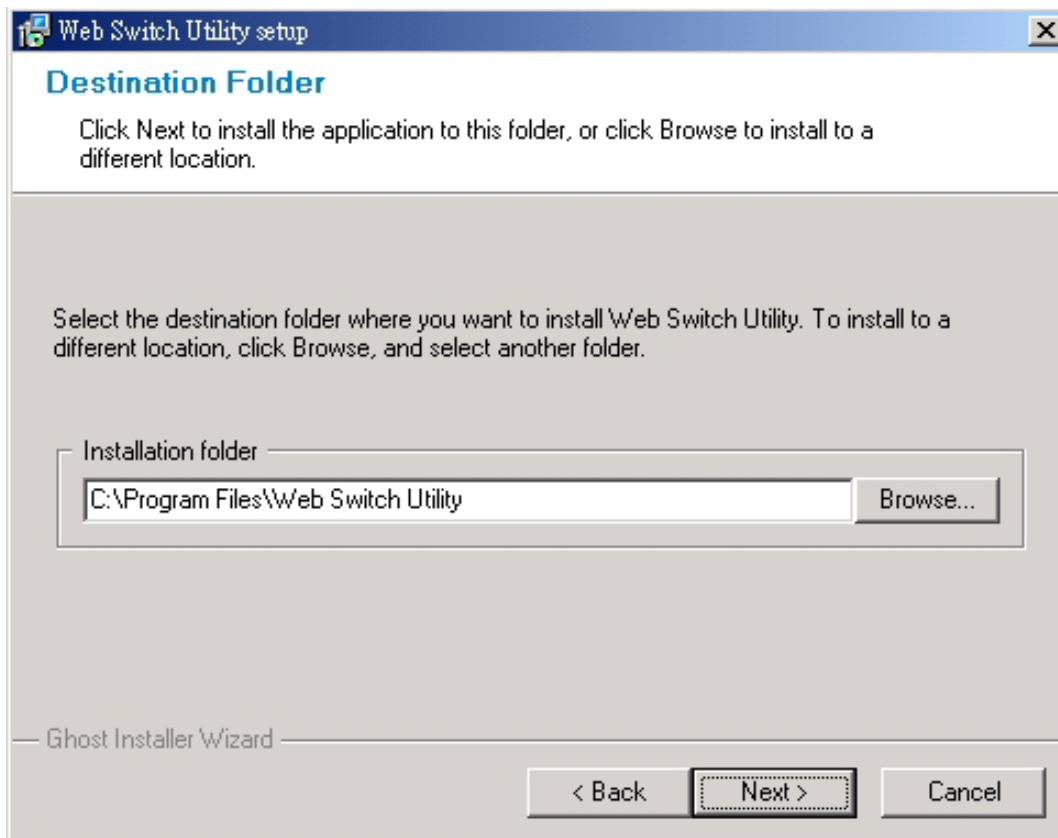 Web Switch Utility setup
Destination Folder
Click Next to install the application to this folder, or click Browse to install to a
different location.
Select the destination folder where you want to install Web Switch Utility. To install to a
different location, click Browse, and select another folder.
Installation folder
C:\Program Files\Web Switch Utility
Browse...
Ghost Installer Wizard
< Back
Next >
Cancel